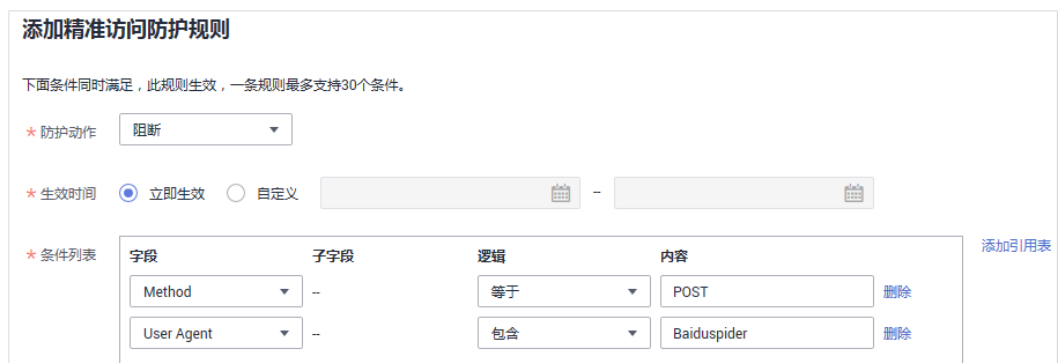 添加精准访问防护规则
下面条件同时满足，此规则生效，一条规则最多支持30个条件。
* 防护动作 阻断
* 生效时间 立即生效 自定义 --
* 条件列表 字段 子字段 逻辑 内容 添加引用表
Method -- 等于 POST 删除
User Agent -- 包含 Baiduspider 删除